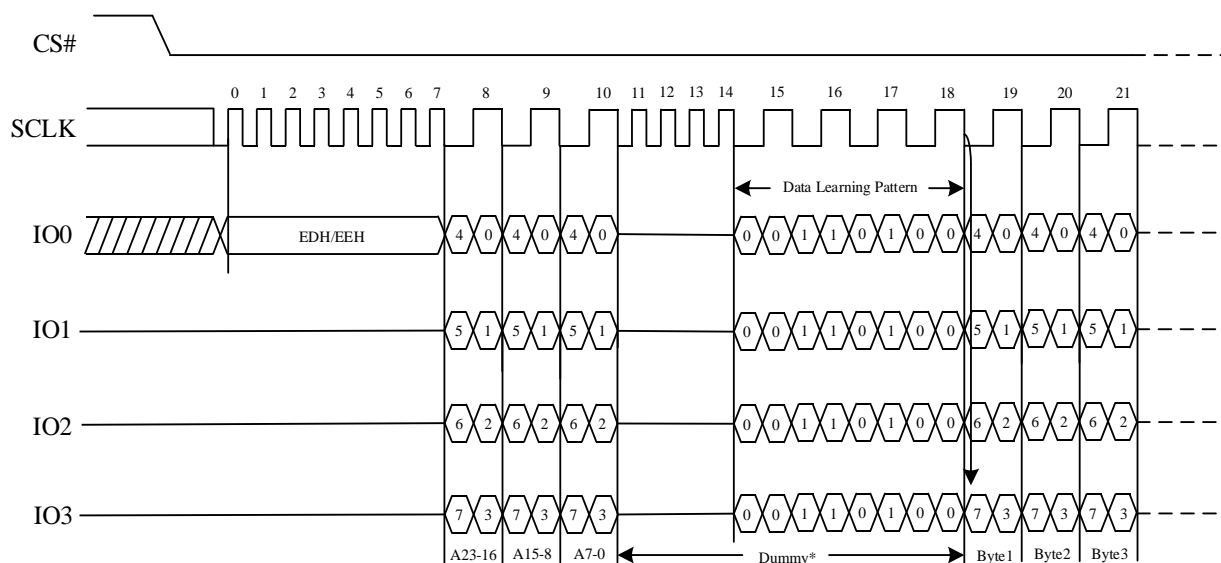 CS#
0 1 2 3 4 5 6 7 8 9 10 11 12 13 14 15 16 17 18 19 20 21
SCLK
Data Learning Pattern
IO0 EDH/EEH 4 0 4 0 4 0 0 0 1 1 0 1 0 0 4 0 4 0 4 0
IO1 5 1 5 1 5 1 0 0 1 1 0 1 0 0 5 1 5 1 5 1
IO2 6 2 6 2 6 2 0 0 1 1 0 1 0 0 6 2 6 2 6 2
IO3 7 3 7 3 7 3 0 0 1 1 0 1 0 0 7 3 7 3 7 3
A23-16 A15-8 A7-0 Dummy* Byte1 Byte2 Byte3